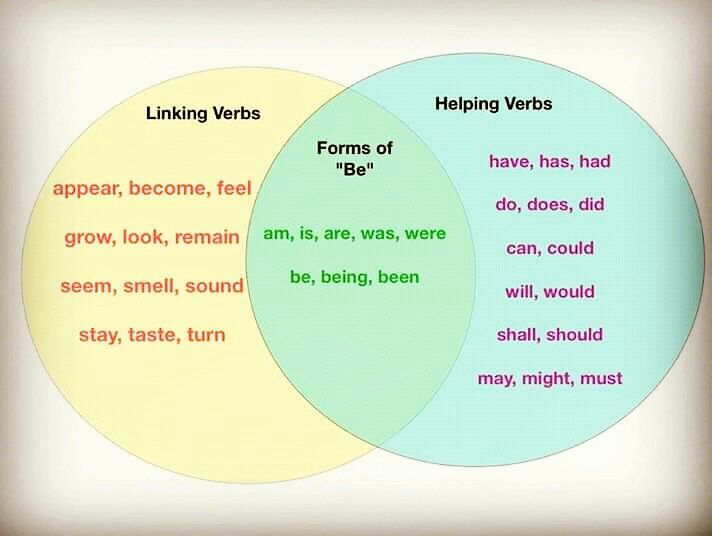 Linking Verbs
appear, become, feel
grow, look, remain
seem, smell, sound
stay, taste, turn
Forms of
"Be"
am, is, are, was, were
be, being, been
Helping Verbs
have, has, had
do, does, did
can, could
will, would
shall, should
may, might, must